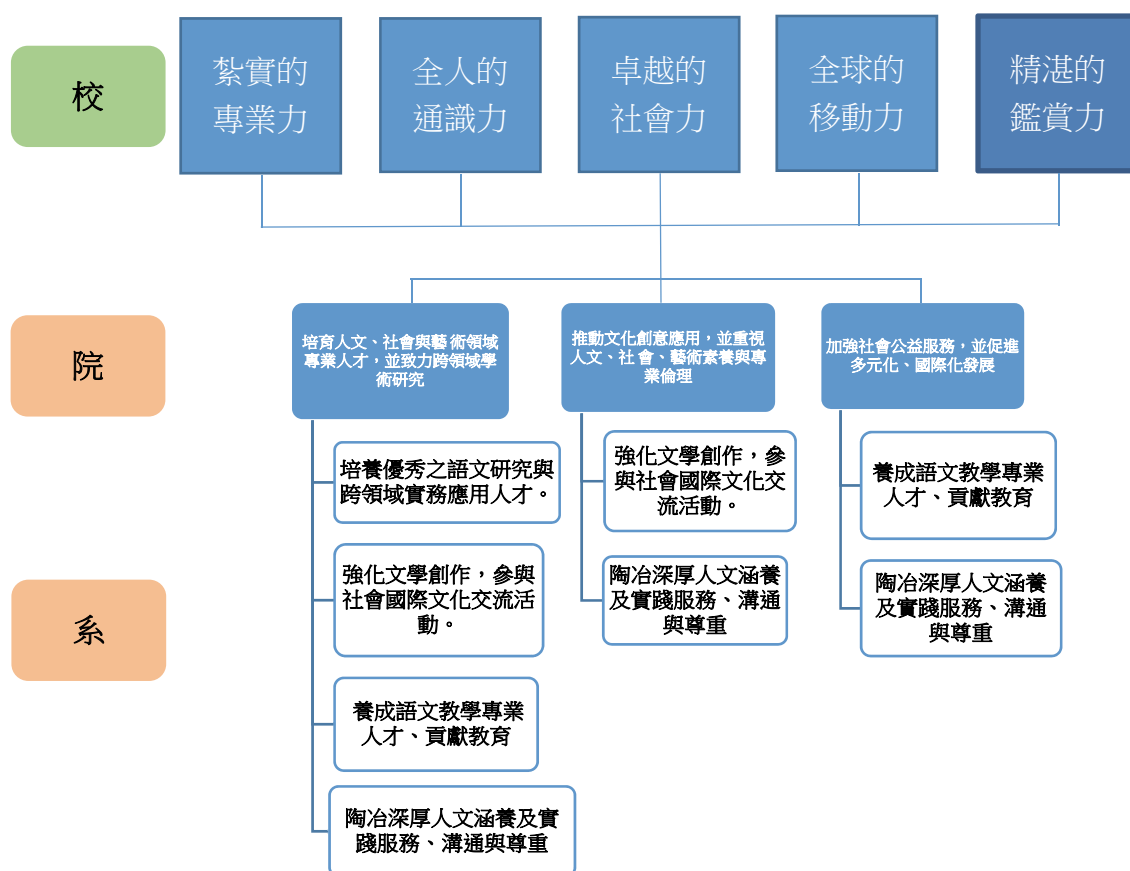 校
紮實的
專業力
全人的
通識力
卓越的
社會力
全球的
移動力
精湛的
鑑賞力
院
培育人文、社會與藝術領域
專業人才，並致力跨領域學
術研究
推動文化創意應用，並重視
人文、社會、藝術素養與專
業倫理
加強社會公益服務，並促進
多元化、國際化發展
系
培養優秀之語文研究與
跨領域實務應用人才。
強化文學創作，參與
社會國際文化交流活
動。
養成語文教學專業
人才、貢獻教育
陶冶深厚人文涵養及實
踐服務、溝通與尊重
強化文學創作，參
與社會國際文化交
流活動。
陶冶深厚人文涵養
及實踐服務、溝通
與尊重
養成語文教學專業
人才、貢獻教育
陶冶深厚人文涵養
及實踐服務、溝通
與尊重